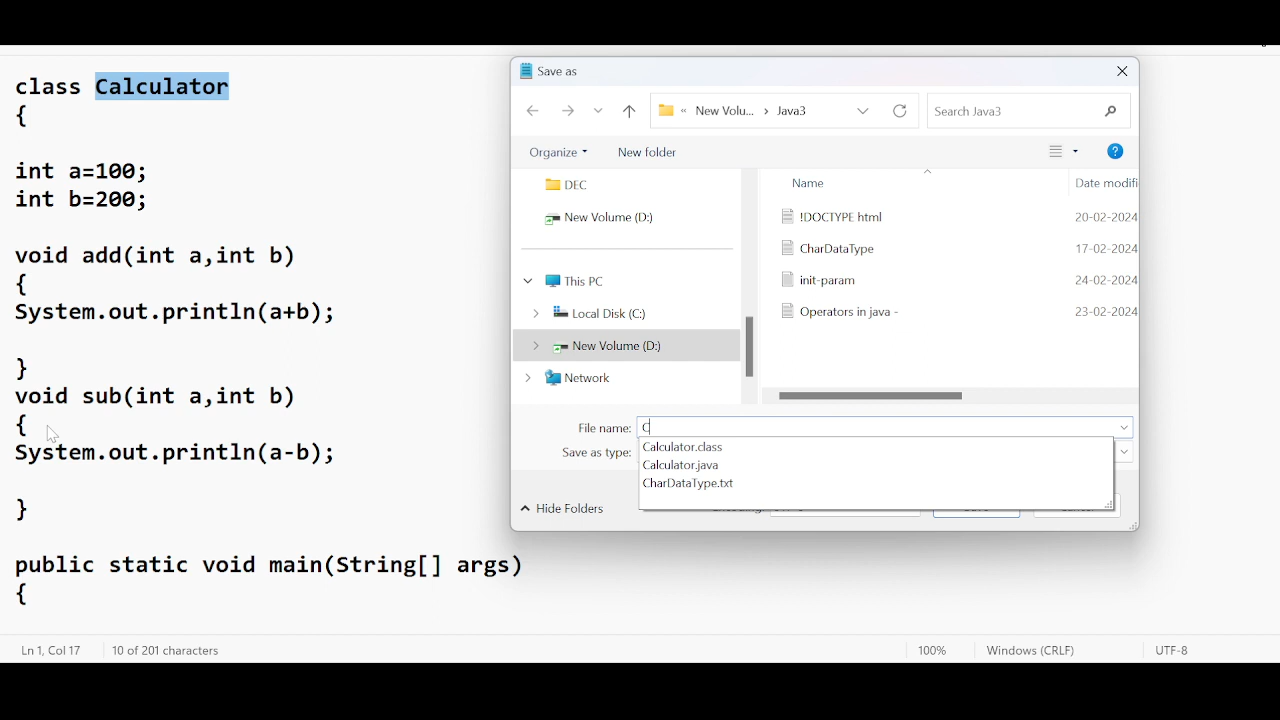 class Calculator
{
int a=100;
int b=200;
void add(int a,int b)
{
System.out.println(a+b);
}
void sub(int a,int b)
{
System.out.println(a-b);
}
public static void main(String[] args)
{
Ln 1, Col 17
10 of 201 characters
100%
Windows (CRLF)
UTF-8
Save as
« New Volu... › Java3
Search Java3
Organize
New folder
?
DEC
New Volume (D:)
This PC
Local Disk (C:)
New Volume (D:)
Network
Name
Date modifi
!DOCTYPE html
20-02-2024
CharDataType
17-02-2024
init-param
24-02-2024
Operators in java -
23-02-2024
File name: C
Save as type:
Calculator.class
Calculator.java
CharDataType.txt
Hide Folders